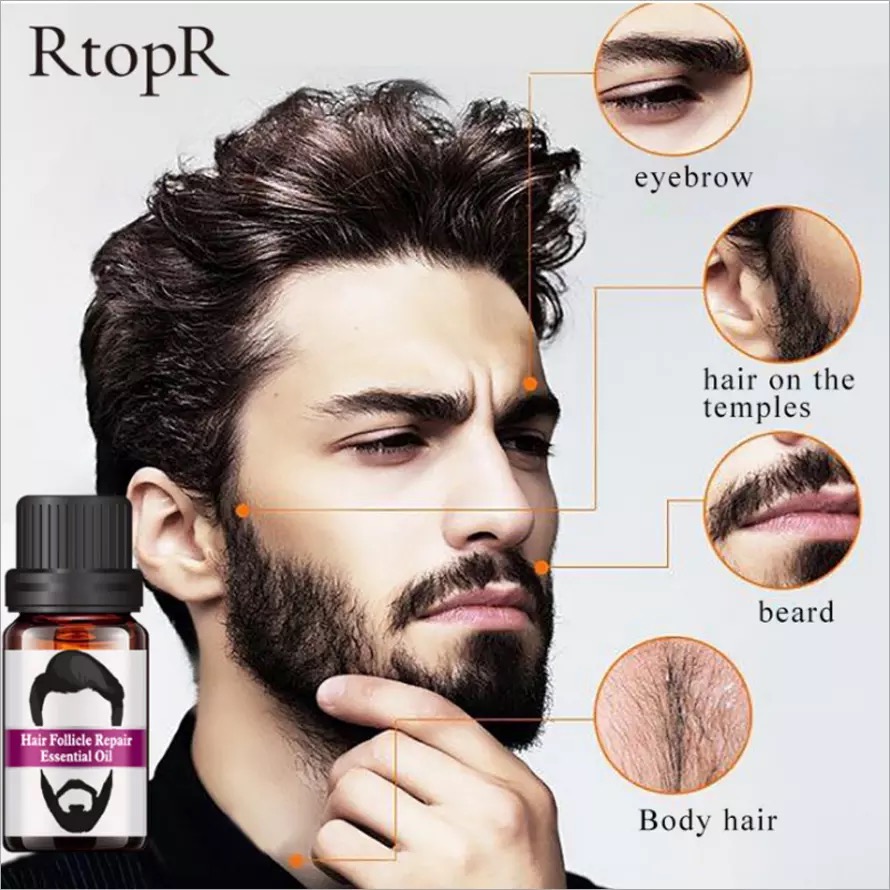 RtopR
eyebrow
hair on the
temples
beard
Hair Follicle Repair
Essential Oil
Body hair